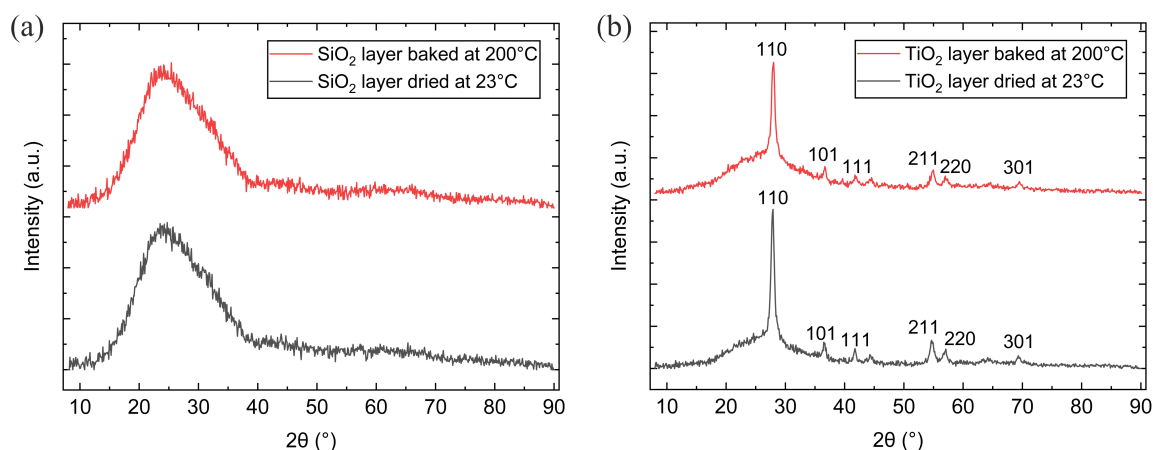 (a)
SiO₂ layer baked at 200°C
SiO₂ layer dried at 23°C
Intensity (a.u.)
10 20 30 40 50 60 70 80 90
2θ (°)
(b)
TiO₂ layer baked at 200°C
TiO₂ layer dried at 23°C
110
101 111 211 220 301
110
101 111 211 220 301
Intensity (a.u.)
10 20 30 40 50 60 70 80 90
2θ (°)